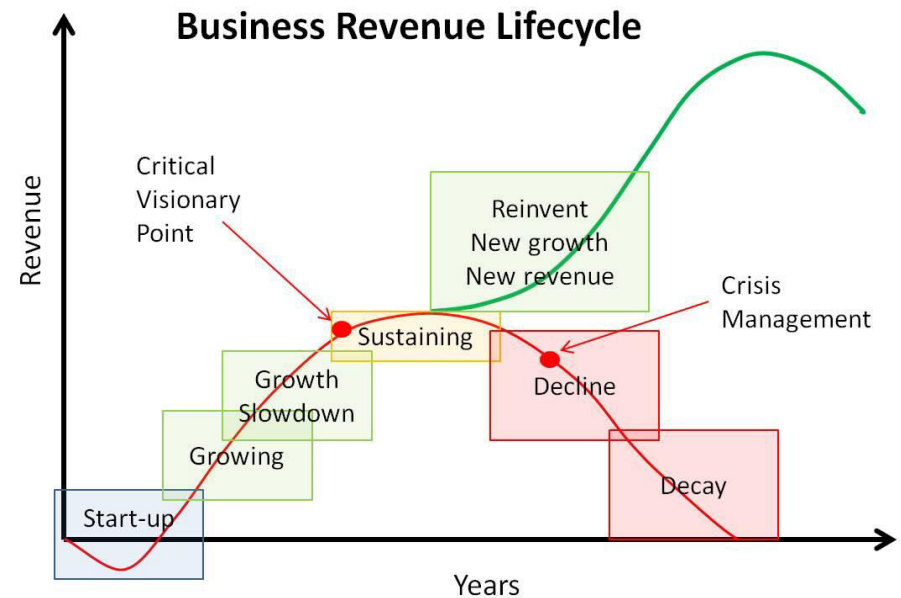 Business Revenue Lifecycle
Critical
Visionary
Point
Revenue
Reinvent
New growth
New revenue
Crisis
Management
Sustaining
Growth
Slowdown
Decline
Growing
Decay
Start-up
Years